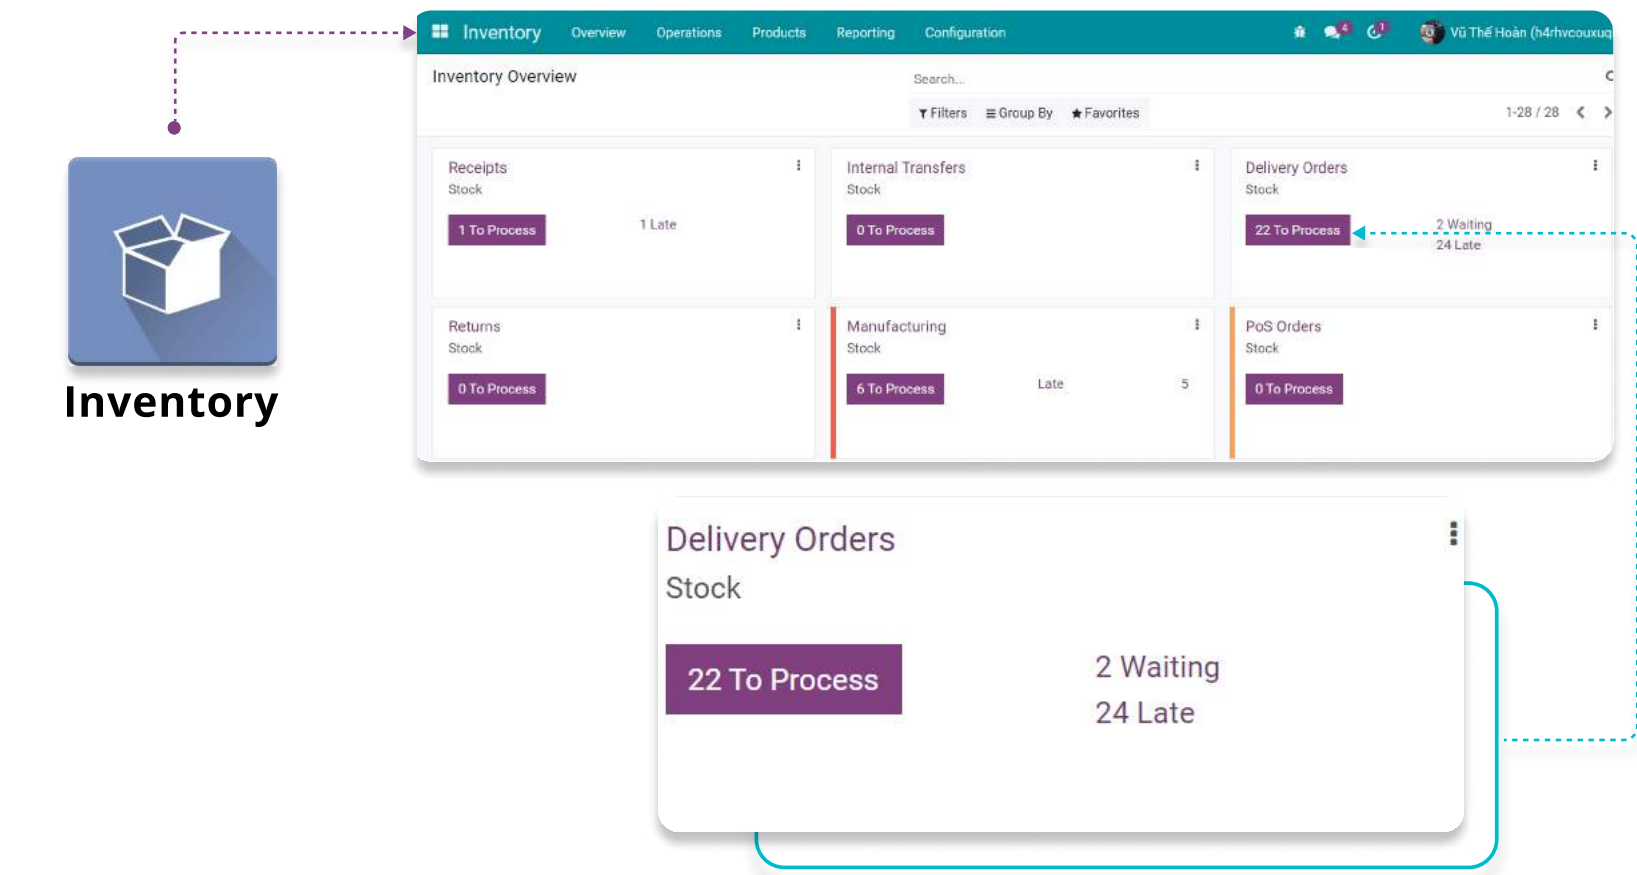 Inventory
Inventory Overview Operations Products Reporting Configuration 4 1 Vũ Thế Hoàn (h4rhvcouxuq
Inventory Overview
Search...
Filters Group By Favorites
1-28 / 28
Receipts
Stock
1 To Process
1 Late
Internal Transfers
Stock
0 To Process
Delivery Orders
Stock
22 To Process
2 Waiting
24 Late
Returns
Stock
0 To Process
Manufacturing
Stock
6 To Process
Late 5
PoS Orders
Stock
0 To Process
Delivery Orders
Stock
22 To Process
2 Waiting
24 Late